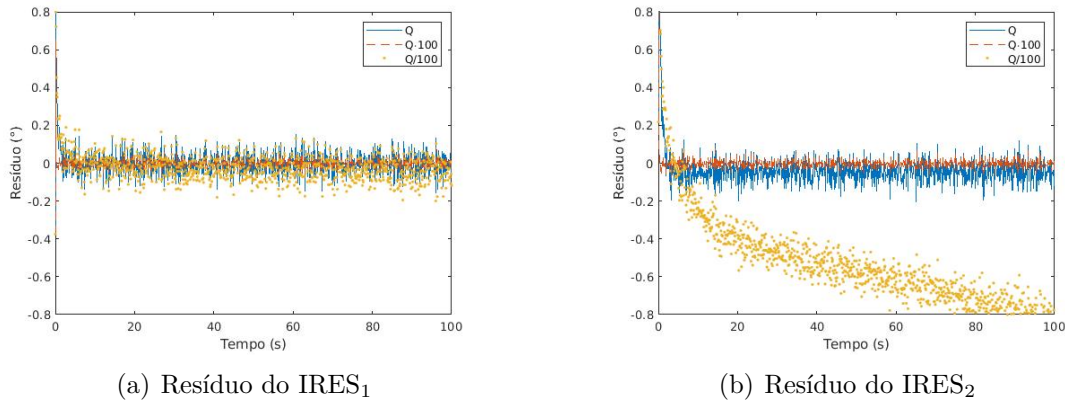 0.8
0.6
0.4
0.2
0
-0.2
-0.4
-0.6
-0.8
Resíduo (°)
0
20
40
60
80
100
Tempo (s)
Q
Q·100
Q/100
(a) Resíduo do IRES₁
0.8
0.6
0.4
0.2
0
-0.2
-0.4
-0.6
-0.8
Resíduo (°)
0
20
40
60
80
100
Tempo (s)
Q
Q·100
Q/100
(b) Resíduo do IRES₂